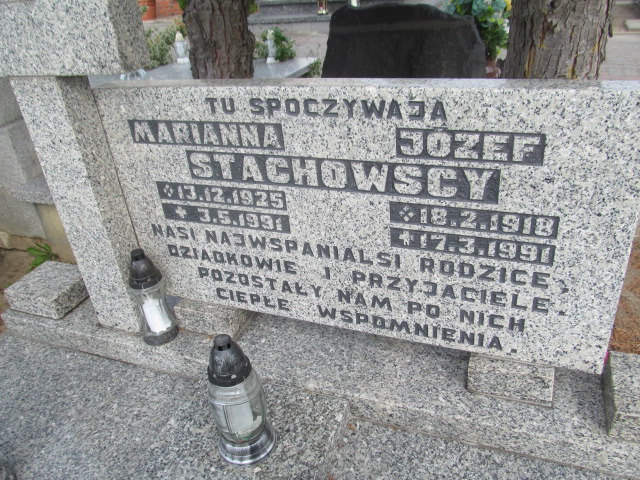 TU SPOCZYWAJĄ
MARIANNA JÓZEF
STACHOWSCY
13.12.1925 18.2.1918
+ 3.5.1991 +17.3.1991
NASI NAJWSPANIALSI RODZICE,
DZIADKOWIE I PRZYJACIELE.
POZOSTAŁY NAM PO NICH
CIEPŁE WSPOMNIENIA.